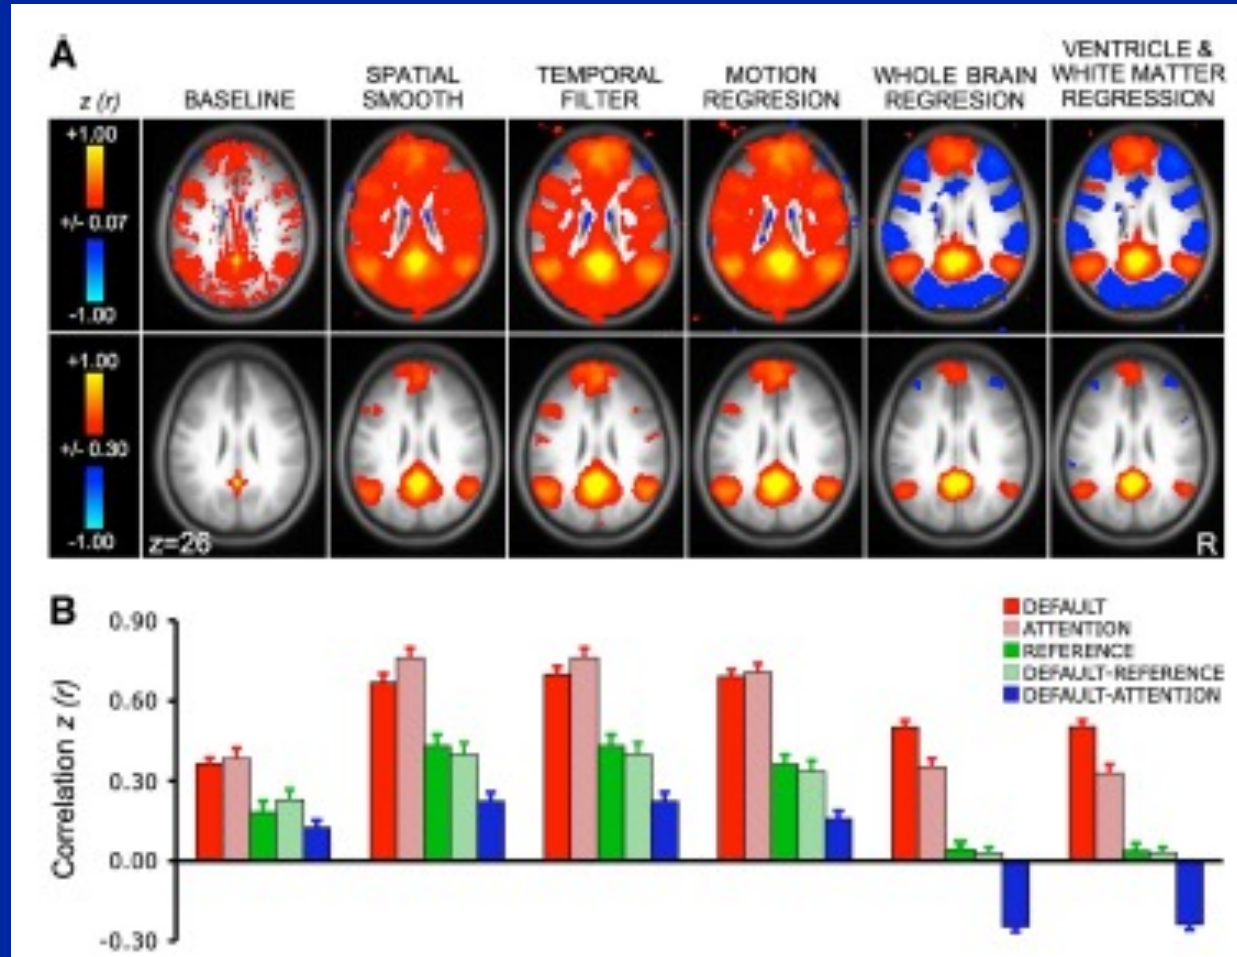 A
z (r)
BASELINE
SPATIAL
SMOOTH
TEMPORAL
FILTER
MOTION
REGRESION
WHOLE BRAIN
REGRESION
VENTRICLE &
WHITE MATTER
REGRESSION
+1.00
+/- 0.07
-1.00
+1.00
+/- 0.30
-1.00
z=26
R
B
Correlation z (r)
0.90
0.60
0.30
0.00
-0.30
DEFAULT
ATTENTION
REFERENCE
DEFAULT-REFERENCE
DEFAULT-ATTENTION